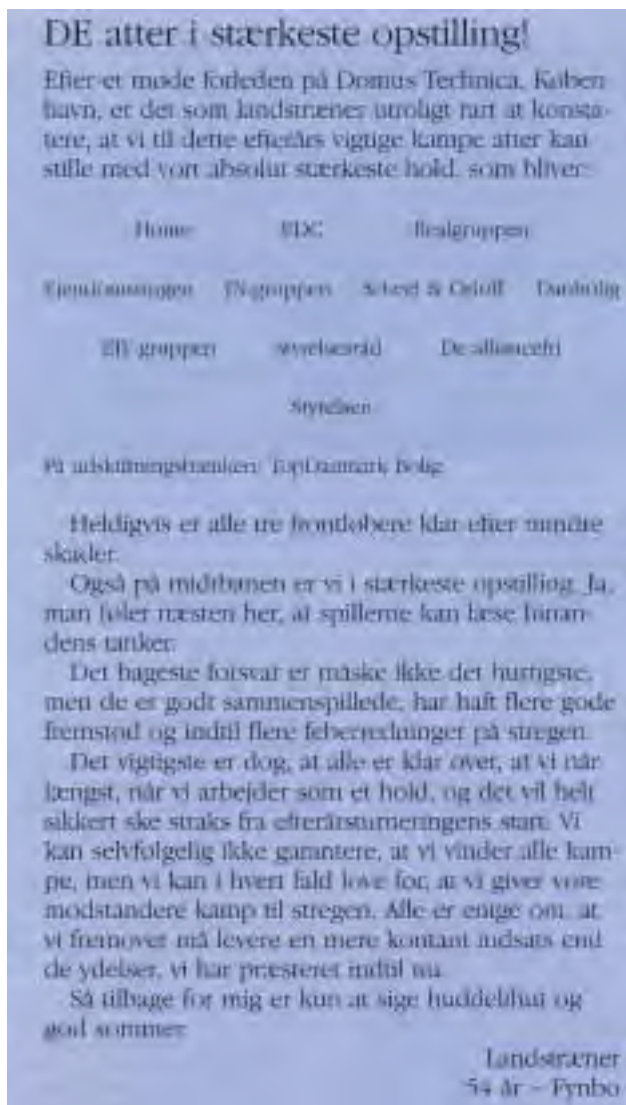 DE atter i stærkeste opstilling!
Efter et møde forleden på Domus Technica, Køben-
havn, er det som landstræner utroligt rart at konsta-
tere, at vi til dette efterårs vigtige kampe atter kan
stille med vort absolut stærkeste hold, som bliver:
Home EDC Realgruppen
Ejendomsringen EN-gruppen Scheel & Orloff Danbolig
gruppen Styrelsesråd De alliancefri
Styrelsen
På udskiftningsbænken: TopDanmark Bolig
Heldigvis er alle tre frontløbere klar efter mindre
skader.
Også på midtbanen er vi i stærkeste opstilling. Ja,
man føler næsten her, at spillerne kan læse hinan-
dens tanker.
Det bageste forsvar er måske ikke det hurtigste,
men de er godt sammenspillede, har haft flere gode
fremstød og indtil flere feberredninger på stregen.
Det vigtigste er dog, at alle er klar over, at vi når
længst, når vi arbejder som et hold, og det vil helt
sikkert ske straks fra efterårsturneringens start. Vi
kan selvfølgelig ikke garantere, at vi vinder alle kam-
pe, men vi kan i hvert fald love for, at vi giver vore
modstandere kamp til stregen. Alle er enige om, at
vi fremover må levere en mere kontant indsats end
de ydelser, vi har præsteret indtil nu.
Så tilbage for mig er kun at sige huddelihut og
god sommer.
Landstræner
54 år – Fynbo